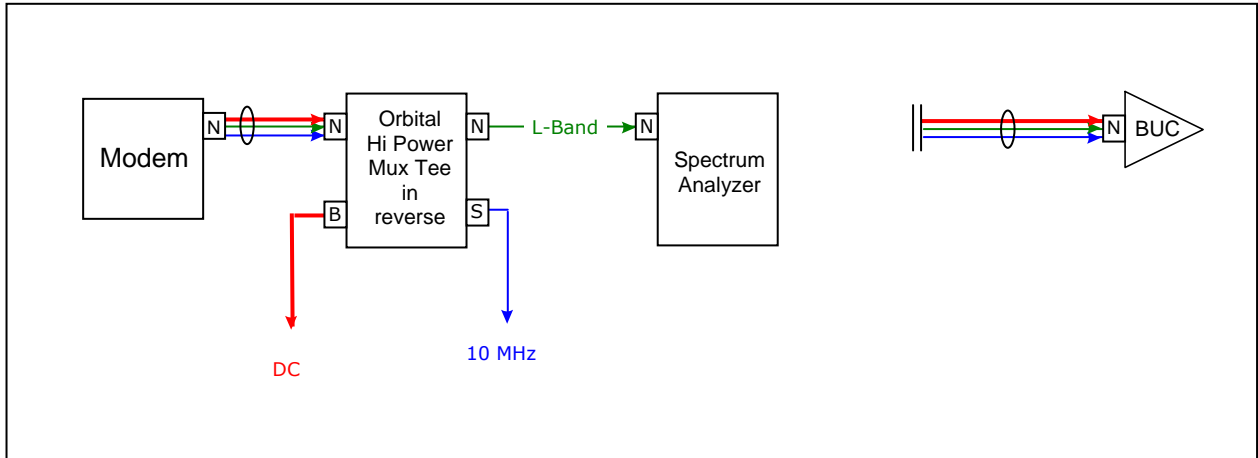 Modem
N
N
Orbital
Hi Power
Mux Tee
in
reverse
B
N
S
L-Band
N
Spectrum
Analyzer
N
BUC
DC
10 MHz